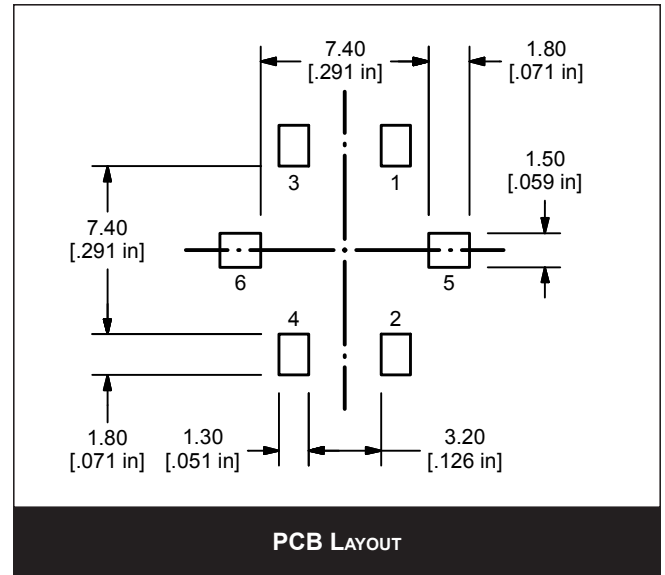 7.40
[.291 in]
1.80
[.071 in]
3
1
1.50
[.059 in]
7.40
[.291 in]
6
5
4
2
1.80
[.071 in]
1.30
[.051 in]
3.20
[.126 in]
PCB LAYOUT